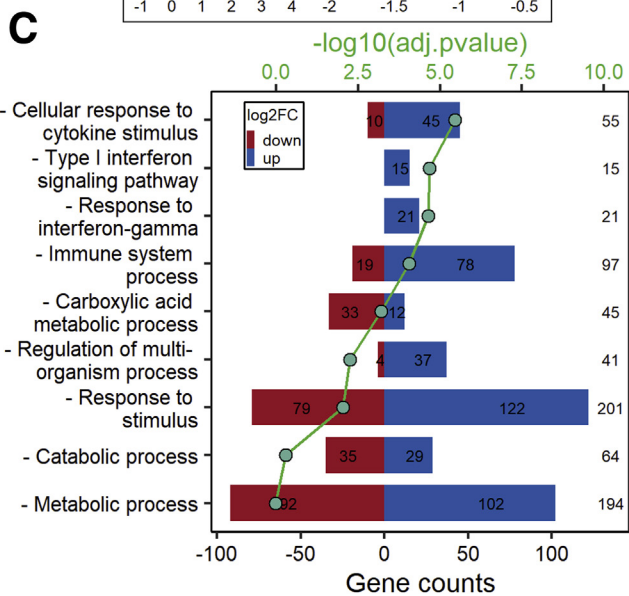 -1 0 1 2 3 4 -2 -1.5 -1 -0.5
C
-log10(adj.pvalue)
0.0 2.5 5.0 7.5 10.0
- Cellular response to
cytokine stimulus
10 45 55
- Type I interferon
signaling pathway
15 15
- Response to
interferon-gamma
21 21
- Immune system
process
19 78 97
- Carboxylic acid
metabolic process
33 12 45
- Regulation of multi-
organism process
4 37 41
- Response to
stimulus
79 122 201
- Catabolic process
35 29 64
- Metabolic process
92 102 194
log2FC
down
up
-100 -50 0 50 100
Gene counts